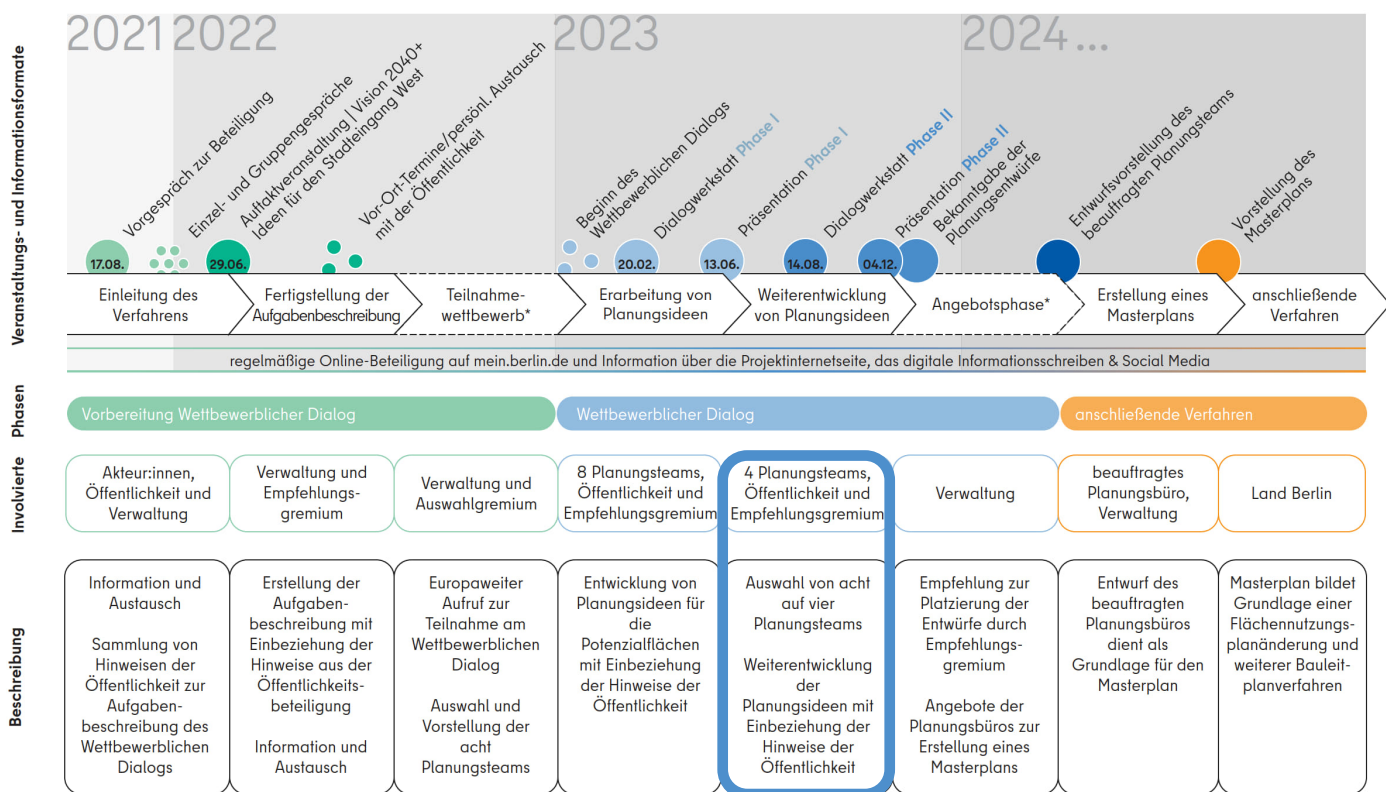 2021
2022
2023
2024 ...
Veranstaltungs- und Informationsformate
Vorgespräch zur Beteiligung
Einzel- und Gruppengespräche
Auftaktveranstaltung | Vision 2040+
Ideen für den Stadteingang West
Vor-Ort-Termine/persönl. Austausch
mit der Öffentlichkeit
Beginn des
Wettbewerblichen Dialogs
Dialogwerkstatt Phase I
Präsentation Phase I
Dialogwerkstatt Phase II
Präsentation Phase II
Bekanntgabe der
Planungsentwürfe
Entwurfsvorstellung des
beauftragten Planungsteams
Vorstellung des
Masterplans
17.08.
29.06.
20.02.
13.06.
14.08.
04.12.
Einleitung des
Verfahrens
Fertigstellung der
Aufgabenbeschreibung
Teilnahme-
wettbewerb*
Erarbeitung von
Planungsideen
Weiterentwicklung
von Planungsideen
Angebotsphase*
Erstellung eines
Masterplans
anschließende
Verfahren
regelmäßige Online-Beteiligung auf mein.berlin.de und Information über die Projektinternetseite, das digitale Informationsschreiben & Social Media
Phasen
Vorbereitung Wettbewerblicher Dialog
Wettbewerblicher Dialog
anschließende Verfahren
Involvierte
Akteur:innen,
Öffentlichkeit und
Verwaltung
Verwaltung und
Empfehlungs-
gremium
Verwaltung und
Auswahlgremium
8 Planungsteams,
Öffentlichkeit und
Empfehlungsgremium
4 Planungsteams,
Öffentlichkeit und
Empfehlungsgremium
Verwaltung
beauftragtes
Planungsbüro,
Verwaltung
Land Berlin
Beschreibung
Information und
Austausch
Sammlung von
Hinweisen der
Öffentlichkeit zur
Aufgaben-
beschreibung des
Wettbewerblichen
Dialogs
Erstellung der
Aufgaben-
beschreibung mit
Einbeziehung der
Hinweise aus der
Öffentlichkeits-
beteiligung
Information und
Austausch
Europaweiter
Aufruf zur
Teilnahme am
Wettbewerblichen
Dialog
Auswahl und
Vorstellung der
acht
Planungsteams
Entwicklung von
Planungsideen für
die
Potenzialflächen
mit Einbeziehung
der Hinweise der
Öffentlichkeit
Auswahl von acht
auf vier
Planungsteams
Weiterentwicklung
der
Planungsideen mit
Einbeziehung der
Hinweise der
Öffentlichkeit
Empfehlung zur
Platzierung der
Entwürfe durch
Empfehlungs-
gremium
Angebote der
Planungsbüros zur
Erstellung eines
Masterplans
Entwurf des
beauftragten
Planungsbüros
dient als
Grundlage für den
Masterplan
Masterplan bildet
Grundlage einer
Flächennutzungs-
planänderung und
weiterer Bauleit-
planverfahren